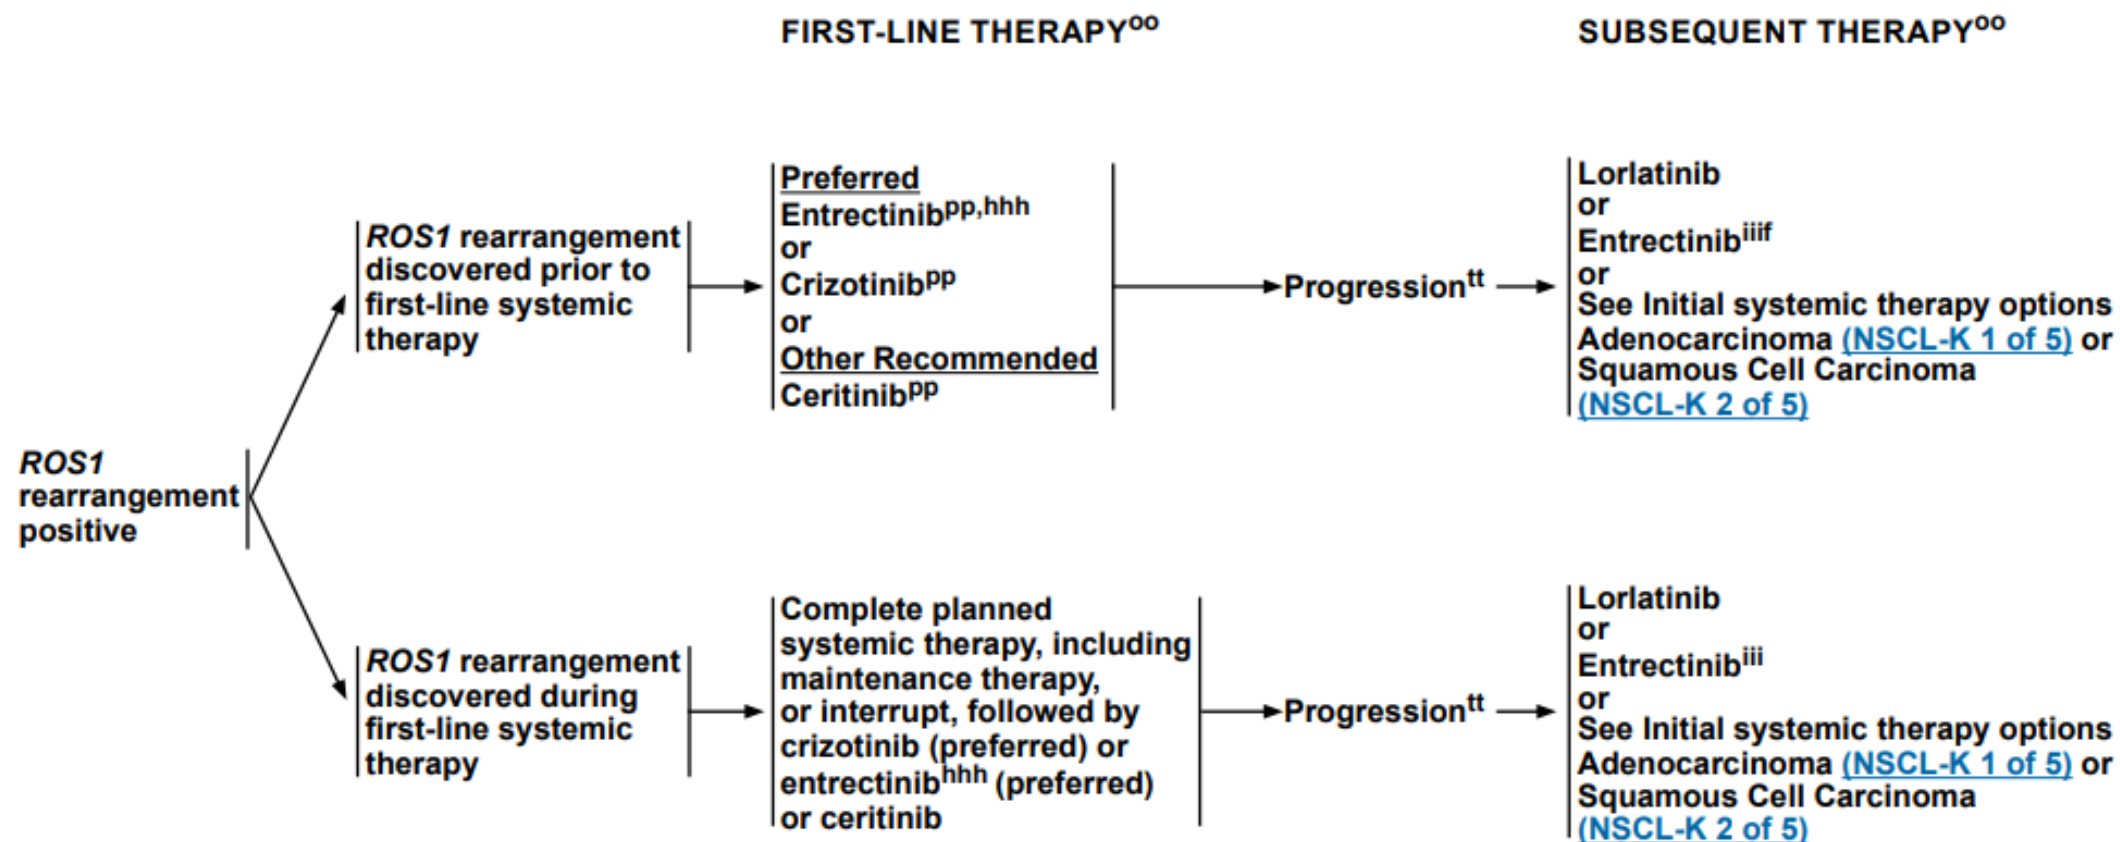 FIRST-LINE THERAPYoo
SUBSEQUENT THERAPYoo
ROS1
rearrangement
positive
ROS1 rearrangement
discovered prior to
first-line systemic
therapy
Preferred
Entrectinibpp,hhh
or
Crizotinibpp
or
Other Recommended
Ceritinibpp
Progressiontt
Lorlatinib
or
Entrectinibiiif
or
See Initial systemic therapy options
Adenocarcinoma (NSCL-K 1 of 5) or
Squamous Cell Carcinoma
(NSCL-K 2 of 5)
ROS1 rearrangement
discovered during
first-line systemic
therapy
Complete planned
systemic therapy, including
maintenance therapy,
or interrupt, followed by
crizotinib (preferred) or
entrectinibhhh (preferred)
or ceritinib
Progressiontt
Lorlatinib
or
Entrectinibiii
or
See Initial systemic therapy options
Adenocarcinoma (NSCL-K 1 of 5) or
Squamous Cell Carcinoma
(NSCL-K 2 of 5)